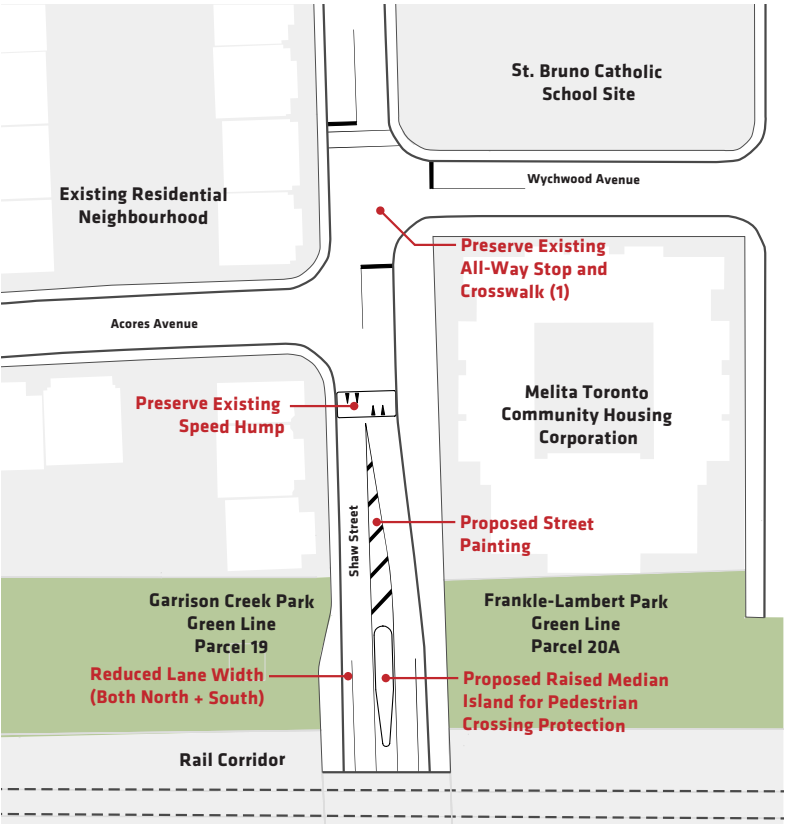 St. Bruno Catholic
School Site
Wychwood Avenue
Existing Residential
Neighbourhood
Preserve Existing
All-Way Stop and
Crosswalk (1)
Acores Avenue
Preserve Existing
Speed Hump
Melita Toronto
Community Housing
Corporation
Shaw Street
Proposed Street
Painting
Garrison Creek Park
Green Line
Parcel 19
Frankle-Lambert Park
Green Line
Parcel 20A
Reduced Lane Width
(Both North + South)
Proposed Raised Median
Island for Pedestrian
Crossing Protection
Rail Corridor